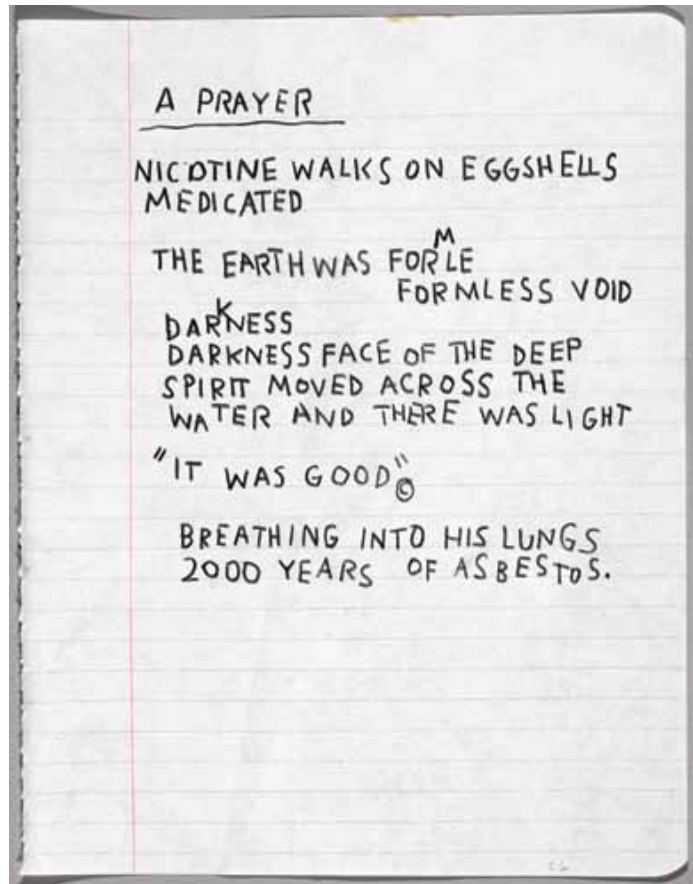 A PRAYER
NICOTINE WALKS ON EGGSHELLS
MEDICATED
THE EARTH WAS FORMLE
FORMLESS VOID
DARKNESS
DARKNESS FACE OF THE DEEP
SPIRIT MOVED ACROSS THE
WATER AND THERE WAS LIGHT
"IT WAS GOOD"©
BREATHING INTO HIS LUNGS
2000 YEARS OF ASBESTOS.